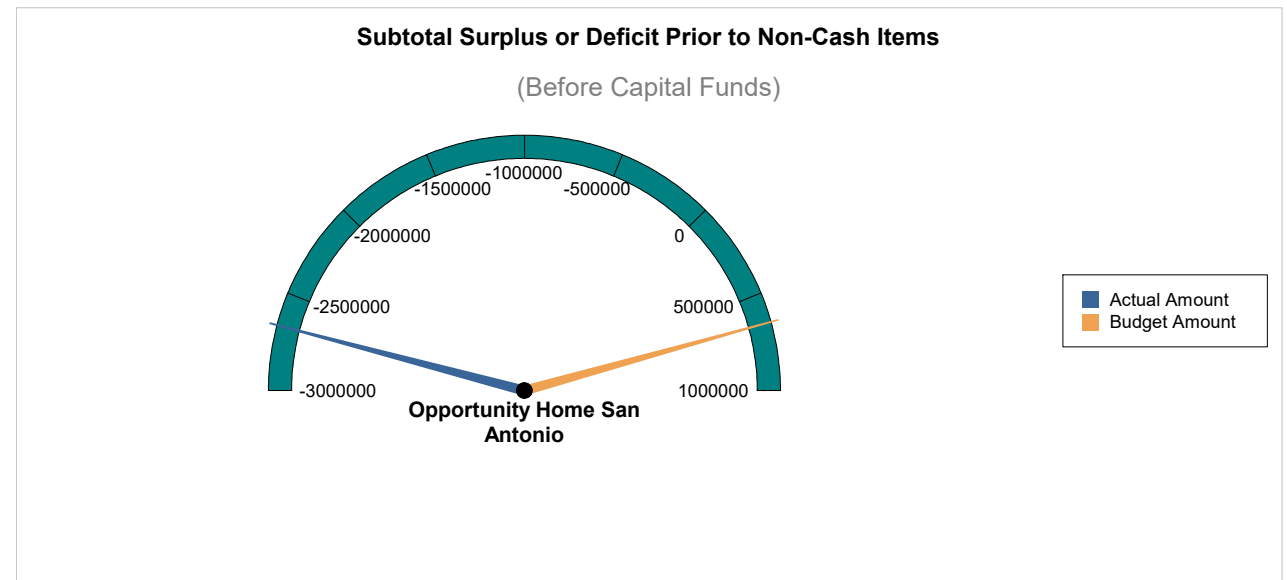 Subtotal Surplus or Deficit Prior to Non-Cash Items
(Before Capital Funds)
-1000000
-1500000
-500000
-2000000
0
-2500000
500000
-3000000
1000000
Opportunity Home San
Antonio
Actual Amount
Budget Amount